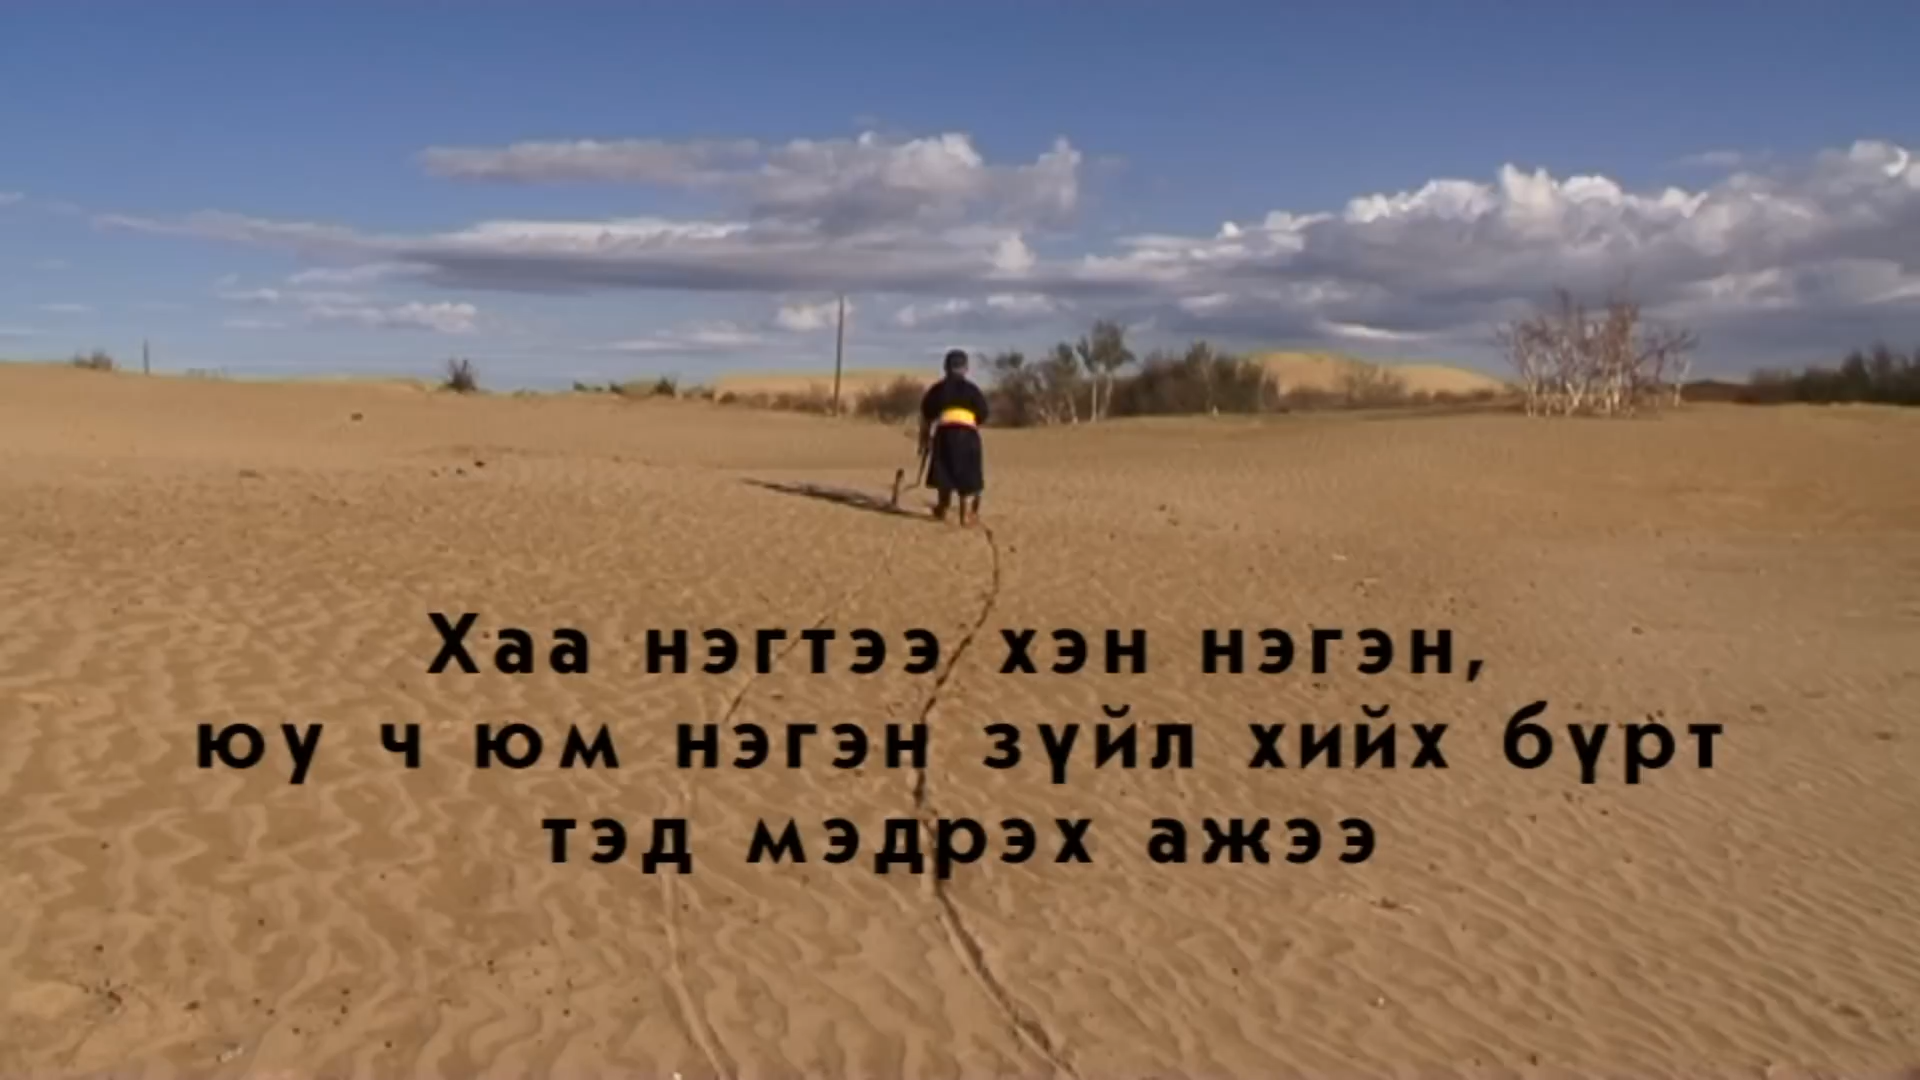 Хаа нэгтээ хэн нэгэн,
юу ч юм нэгэн зүйл хийх бүрт
тэд мэдрэх ажээ